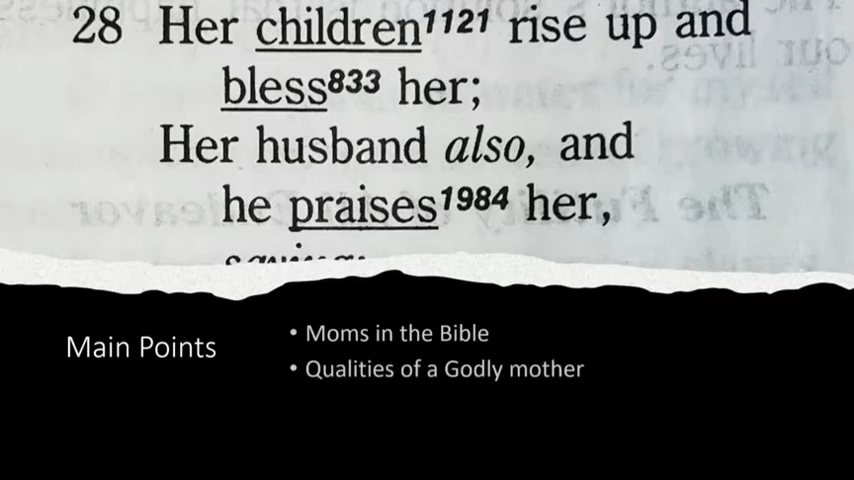 28 Her children1121 rise up and
bless833 her;
Her husband also, and
he praises1984 her,
Main Points
• Moms in the Bible
• Qualities of a Godly mother